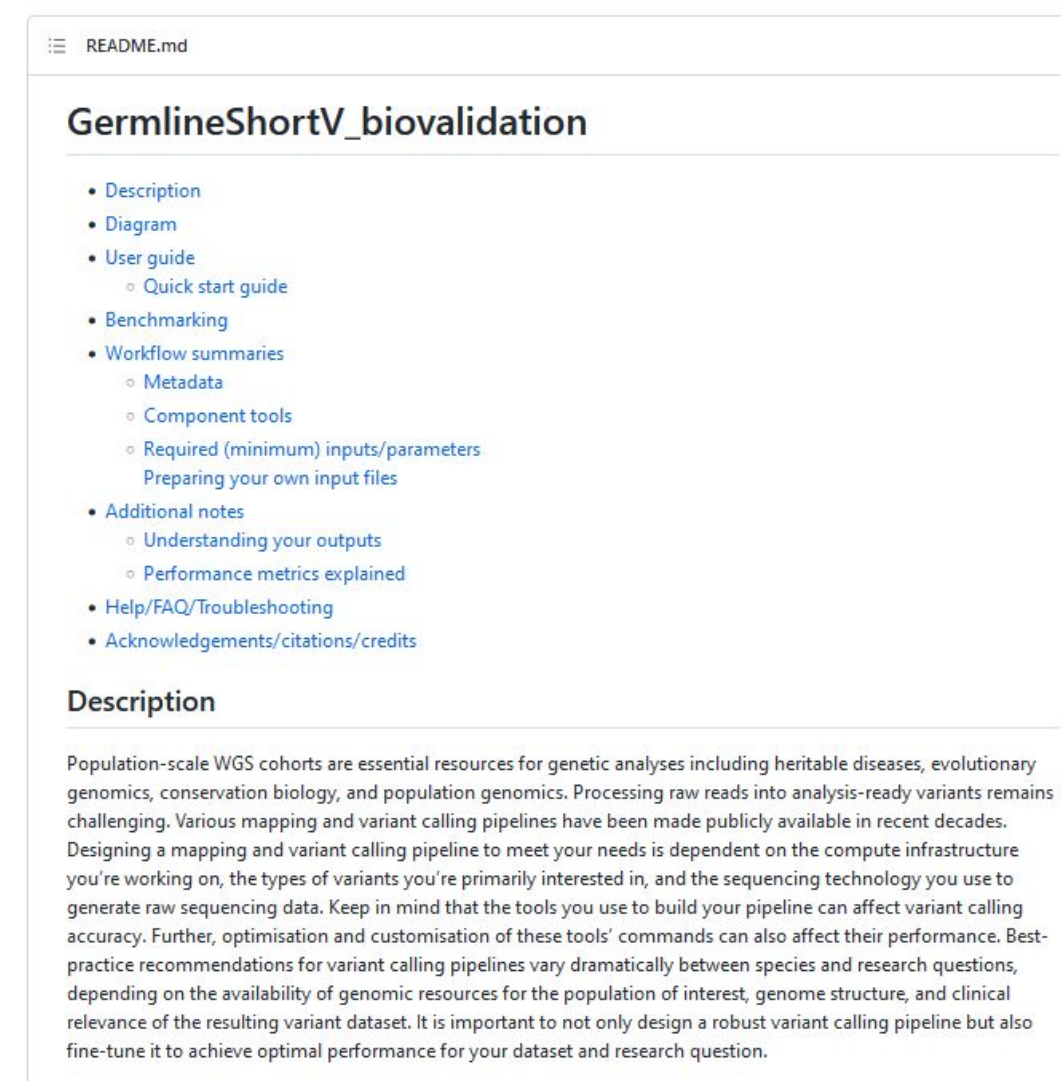 README.md
GermlineShortV_biovalidation
Description
Diagram
User guide
Quick start guide
Benchmarking
Workflow summaries
Metadata
Component tools
Required (minimum) inputs/parameters
Preparing your own input files
Additional notes
Understanding your outputs
Performance metrics explained
Help/FAQ/Troubleshooting
Acknowledgements/citations/credits
Description
Population-scale WGS cohorts are essential resources for genetic analyses including heritable diseases, evolutionary
genomics, conservation biology, and population genomics. Processing raw reads into analysis-ready variants remains
challenging. Various mapping and variant calling pipelines have been made publicly available in recent decades.
Designing a mapping and variant calling pipeline to meet your needs is dependent on the compute infrastructure
you're working on, the types of variants you're primarily interested in, and the sequencing technology you use to
generate raw sequencing data. Keep in mind that the tools you use to build your pipeline can affect variant calling
accuracy. Further, optimisation and customisation of these tools' commands can also affect their performance. Best-
practice recommendations for variant calling pipelines vary dramatically between species and research questions,
depending on the availability of genomic resources for the population of interest, genome structure, and clinical
relevance of the resulting variant dataset. It is important to not only design a robust variant calling pipeline but also
fine-tune it to achieve optimal performance for your dataset and research question.